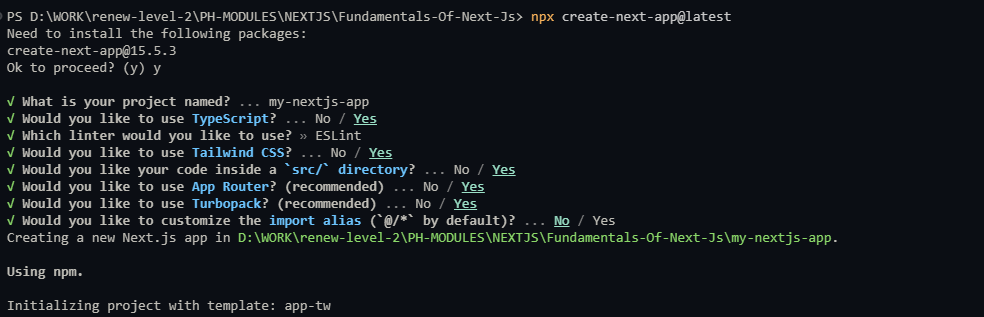 PS D:\WORK\renew-level-2\PH-MODULES\NEXTJS\Fundamentals-Of-Next-Js> npx create-next-app@latest
Need to install the following packages:
create-next-app@15.5.3
Ok to proceed? (y) y
√ What is your project named? ... my-nextjs-app
√ Would you like to use TypeScript? ... No / Yes
√ Which linter would you like to use? » ESLint
√ Would you like to use Tailwind CSS? ... No / Yes
√ Would you like your code inside a `src/` directory? ... No / Yes
√ Would you like to use App Router? (recommended) ... No / Yes
√ Would you like to use Turbopack? (recommended) ... No / Yes
√ Would you like to customize the import alias (`@/*` by default)? ... No / Yes
Creating a new Next.js app in D:\WORK\renew-level-2\PH-MODULES\NEXTJS\Fundamentals-Of-Next-Js\my-nextjs-app.
Using npm.
Initializing project with template: app-tw